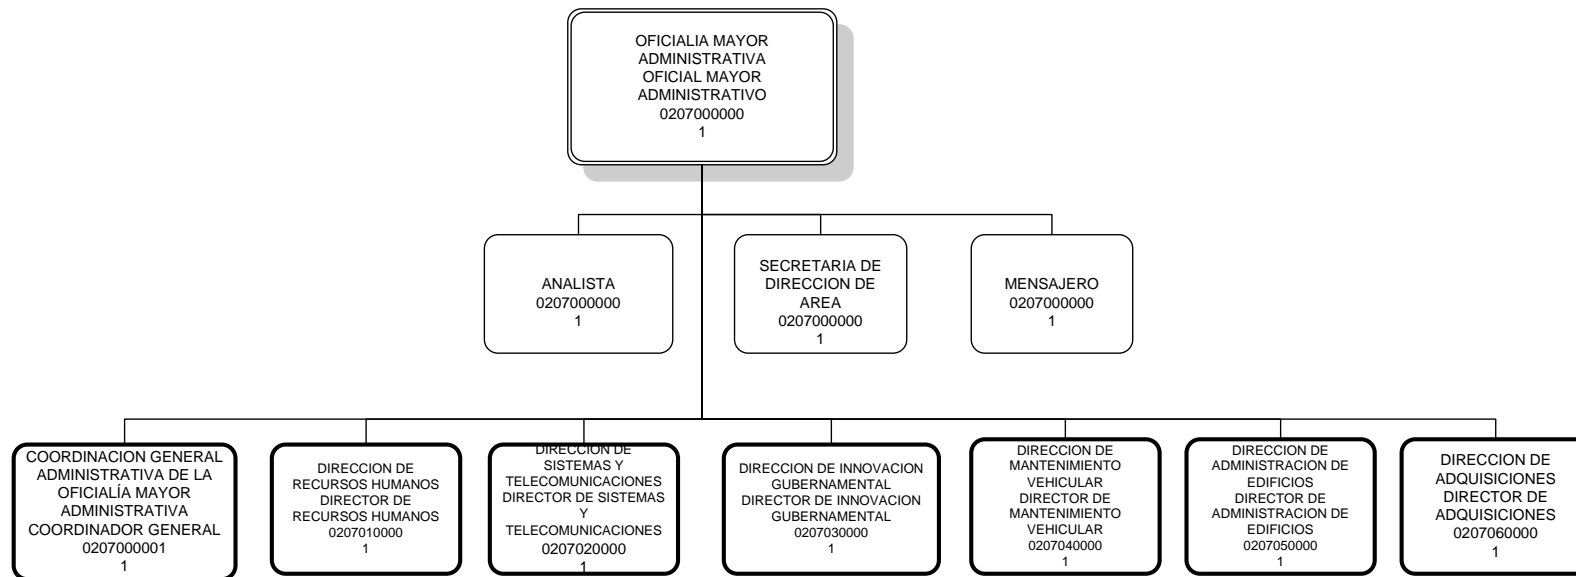 OFICIALIA MAYOR
ADMINISTRATIVA
OFICIAL MAYOR
ADMINISTRATIVO
0207000000
1
ANALISTA
0207000000
1
SECRETARIA DE
DIRECCION DE
AREA
0207000000
1
MENSAJERO
0207000000
1
COORDINACION GENERAL
ADMINISTRATIVA DE LA
OFICIALÍA MAYOR
ADMINISTRATIVA
COORDINADOR GENERAL
0207000001
1
DIRECCION DE
RECURSOS HUMANOS
DIRECTOR DE
RECURSOS HUMANOS
0207010000
1
DIRECCION DE
SISTEMAS Y
TELECOMUNICACIONES
DIRECTOR DE SISTEMAS
Y
TELECOMUNICACIONES
0207020000
1
DIRECCION DE INNOVACION
GUBERNAMENTAL
DIRECTOR DE INNOVACION
GUBERNAMENTAL
0207030000
1
DIRECCION DE
MANTENIMIENTO
VEHICULAR
DIRECTOR DE
MANTENIMIENTO
VEHICULAR
0207040000
1
DIRECCION DE
ADMINISTRACION DE
EDIFICIOS
DIRECTOR DE
ADMINISTRACION DE
EDIFICIOS
0207050000
1
DIRECCION DE
ADQUISICIONES
DIRECTOR DE
ADQUISICIONES
0207060000
1